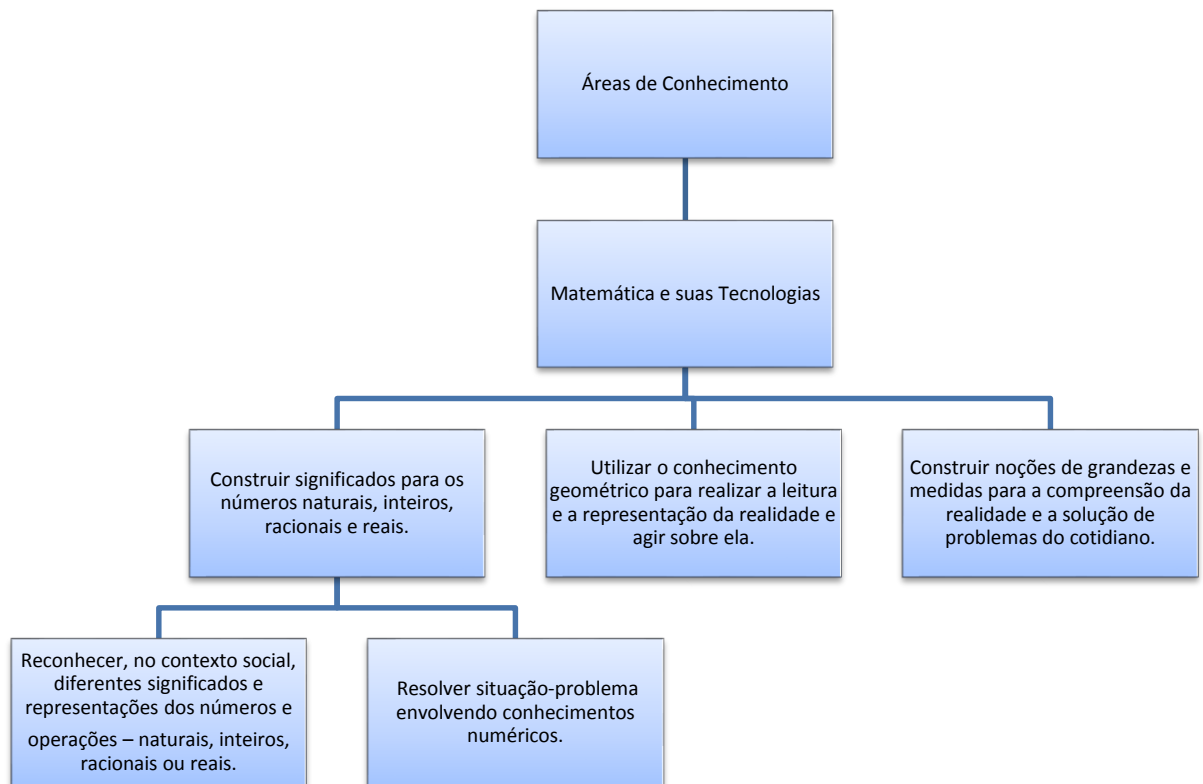 Áreas de Conhecimento
Matemática e suas Tecnologias
Construir significados para os
números naturais, inteiros,
racionais e reais.
Utilizar o conhecimento
geométrico para realizar a leitura
e a representação da realidade e
agir sobre ela.
Construir noções de grandezas e
medidas para a compreensão da
realidade e a solução de
problemas do cotidiano.
Reconhecer, no contexto social,
diferentes significados e
representações dos números e
operações – naturais, inteiros,
racionais ou reais.
Resolver situação-problema
envolvendo conhecimentos
numéricos.